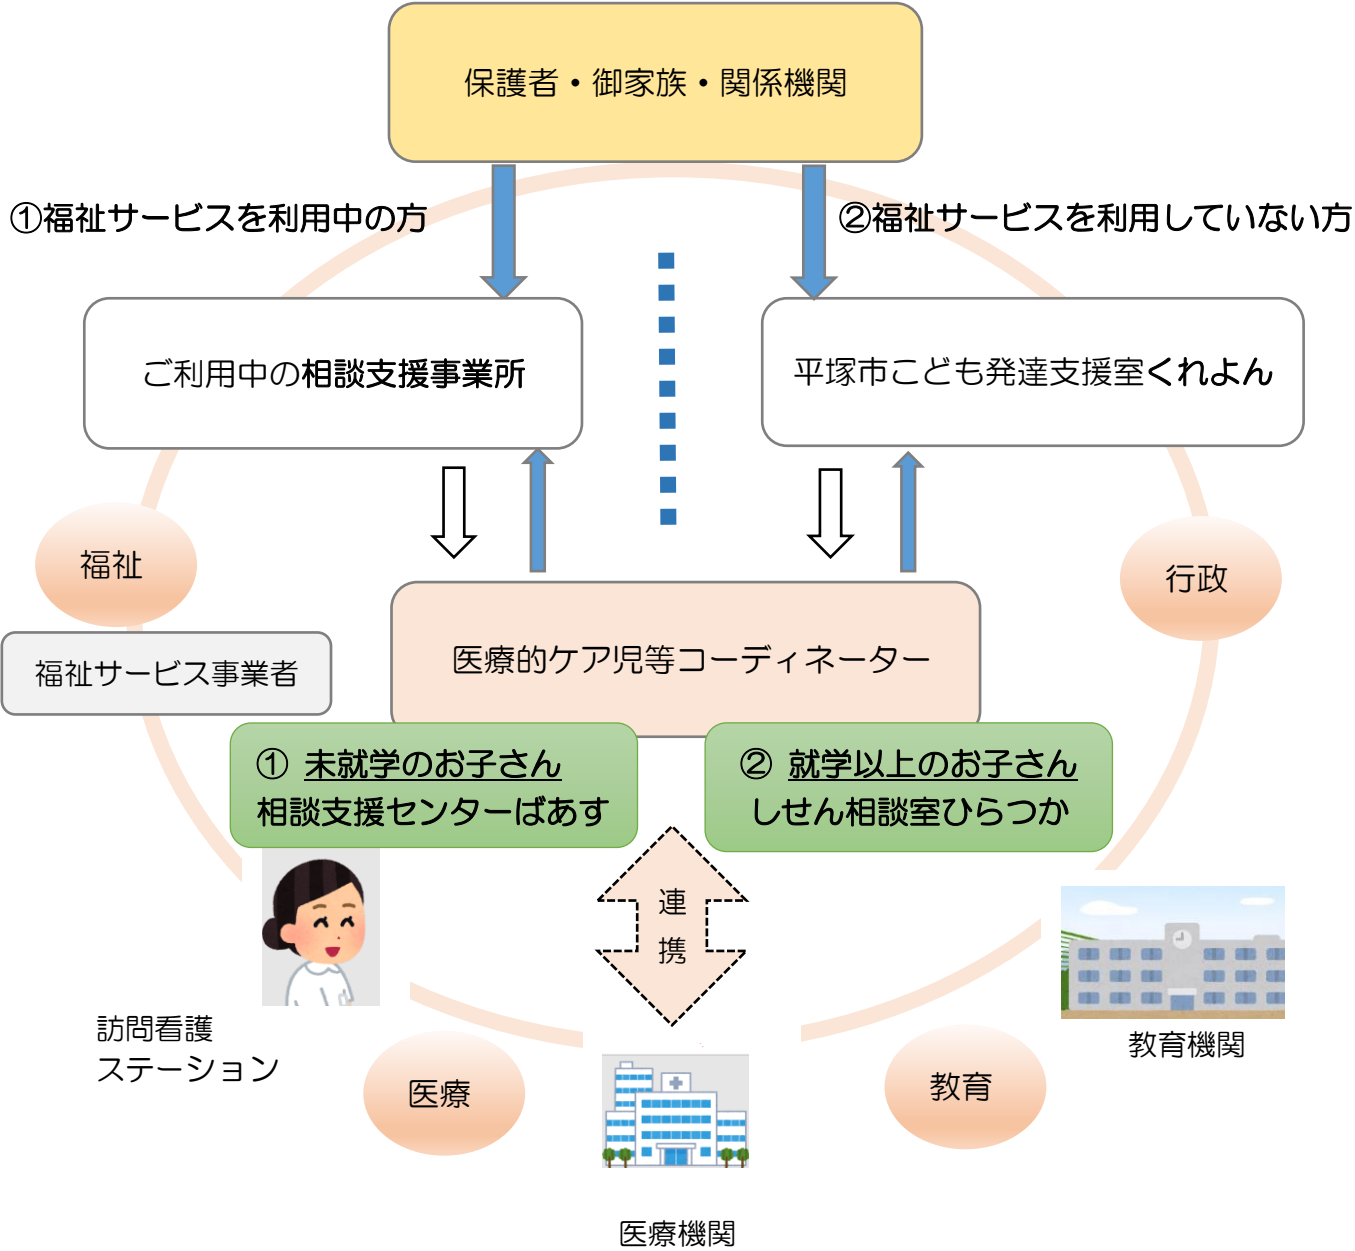 保護者・御家族・関係機関
①福祉サービスを利用中の方
②福祉サービスを利用していない方
ご利用中の相談支援事業所
平塚市こども発達支援室くれよん
福祉
行政
福祉サービス事業者
医療的ケア児等コーディネーター
① 未就学のお子さん
相談支援センターばあす
② 就学以上のお子さん
しせん相談室ひらつか
連
携
訪問看護
ステーション
教育機関
医療
教育
医療機関